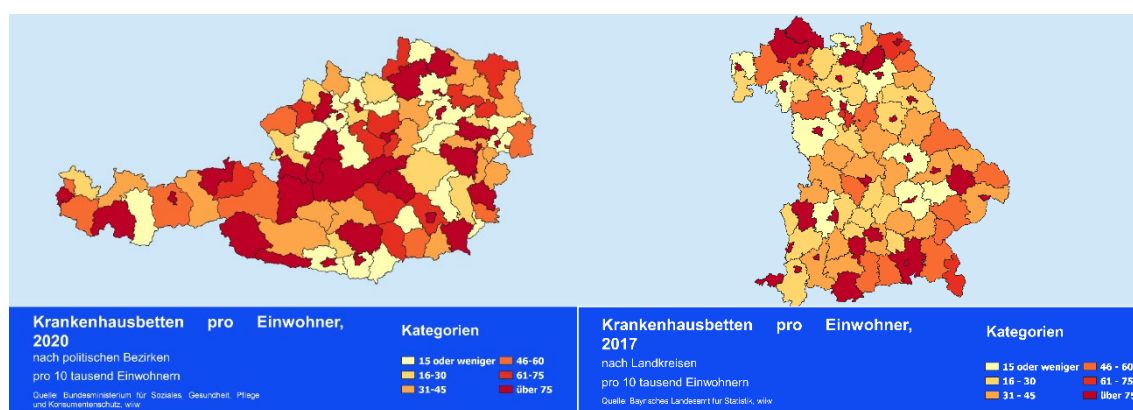 Krankenhausbetten pro Einwohner,
2020
nach politischen Bezirken
pro 10 tausend Einwohnern
Quelle: Bundesministerium für Soziales, Gesundheit, Pflege
und Konsumentenschutz, wiiw
Kategorien
15 oder weniger 46-60
16-30 61-75
31-45 über 75
Krankenhausbetten pro Einwohner,
2017
nach Landkreisen
pro 10 tausend Einwohnern
Quelle: Bayrisches Landesamt für Statistik, wiiw
Kategorien
15 oder weniger 46 - 60
16 - 30 61 - 75
31 - 45 über 75